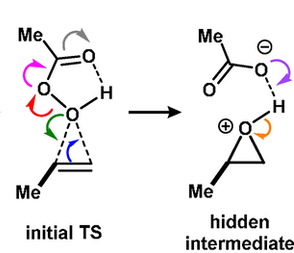 Me
O
O
H
O
Me
initial TS
Me
O
O
⊖
H
⊕
O
Me
hidden
intermediate